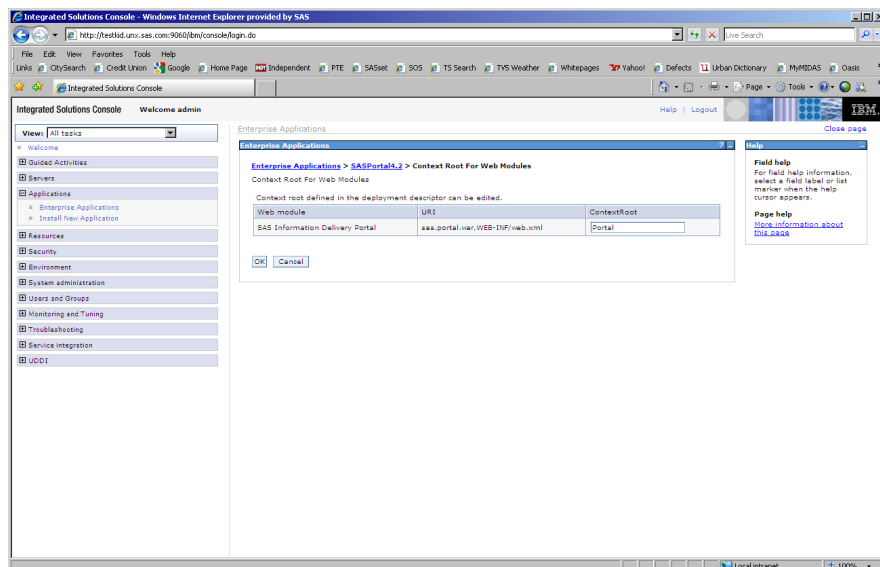 Integrated Solutions Console - Windows Internet Explorer provided by SAS
http://testkid.unx.sas.com:9060/ibm/console/login.do
Live Search
File Edit View Favorites Tools Help
Links CitySearch Credit Union Google Home Page Independent PTE SASset SOS TS Search TVS Weather Whitepages Yahoo! Defects Urban Dictionary MyMIDAS Oasis
Integrated Solutions Console
Page Tools
Integrated Solutions Console Welcome admin
Help | Logout
IBM.
View: All tasks
Enterprise Applications
Close page
Welcome
Guided Activities
Servers
Applications
Enterprise Applications
Install New Application
Resources
Security
Environment
System administration
Users and Groups
Monitoring and Tuning
Troubleshooting
Service integration
UDDI
Enterprise Applications ? -
Enterprise Applications > SASPortal4.2 > Context Root For Web Modules
Context Root For Web Modules
Context root defined in the deployment descriptor can be edited.
Web module URI ContextRoot
SAS Information Delivery Portal sas.portal.war,WEB-INF/web.xml Portal
OK Cancel
Help
Field help
For field help information,
select a field label or list
marker when the help
cursor appears.
Page help
More information about
this page
Local intranet
100%